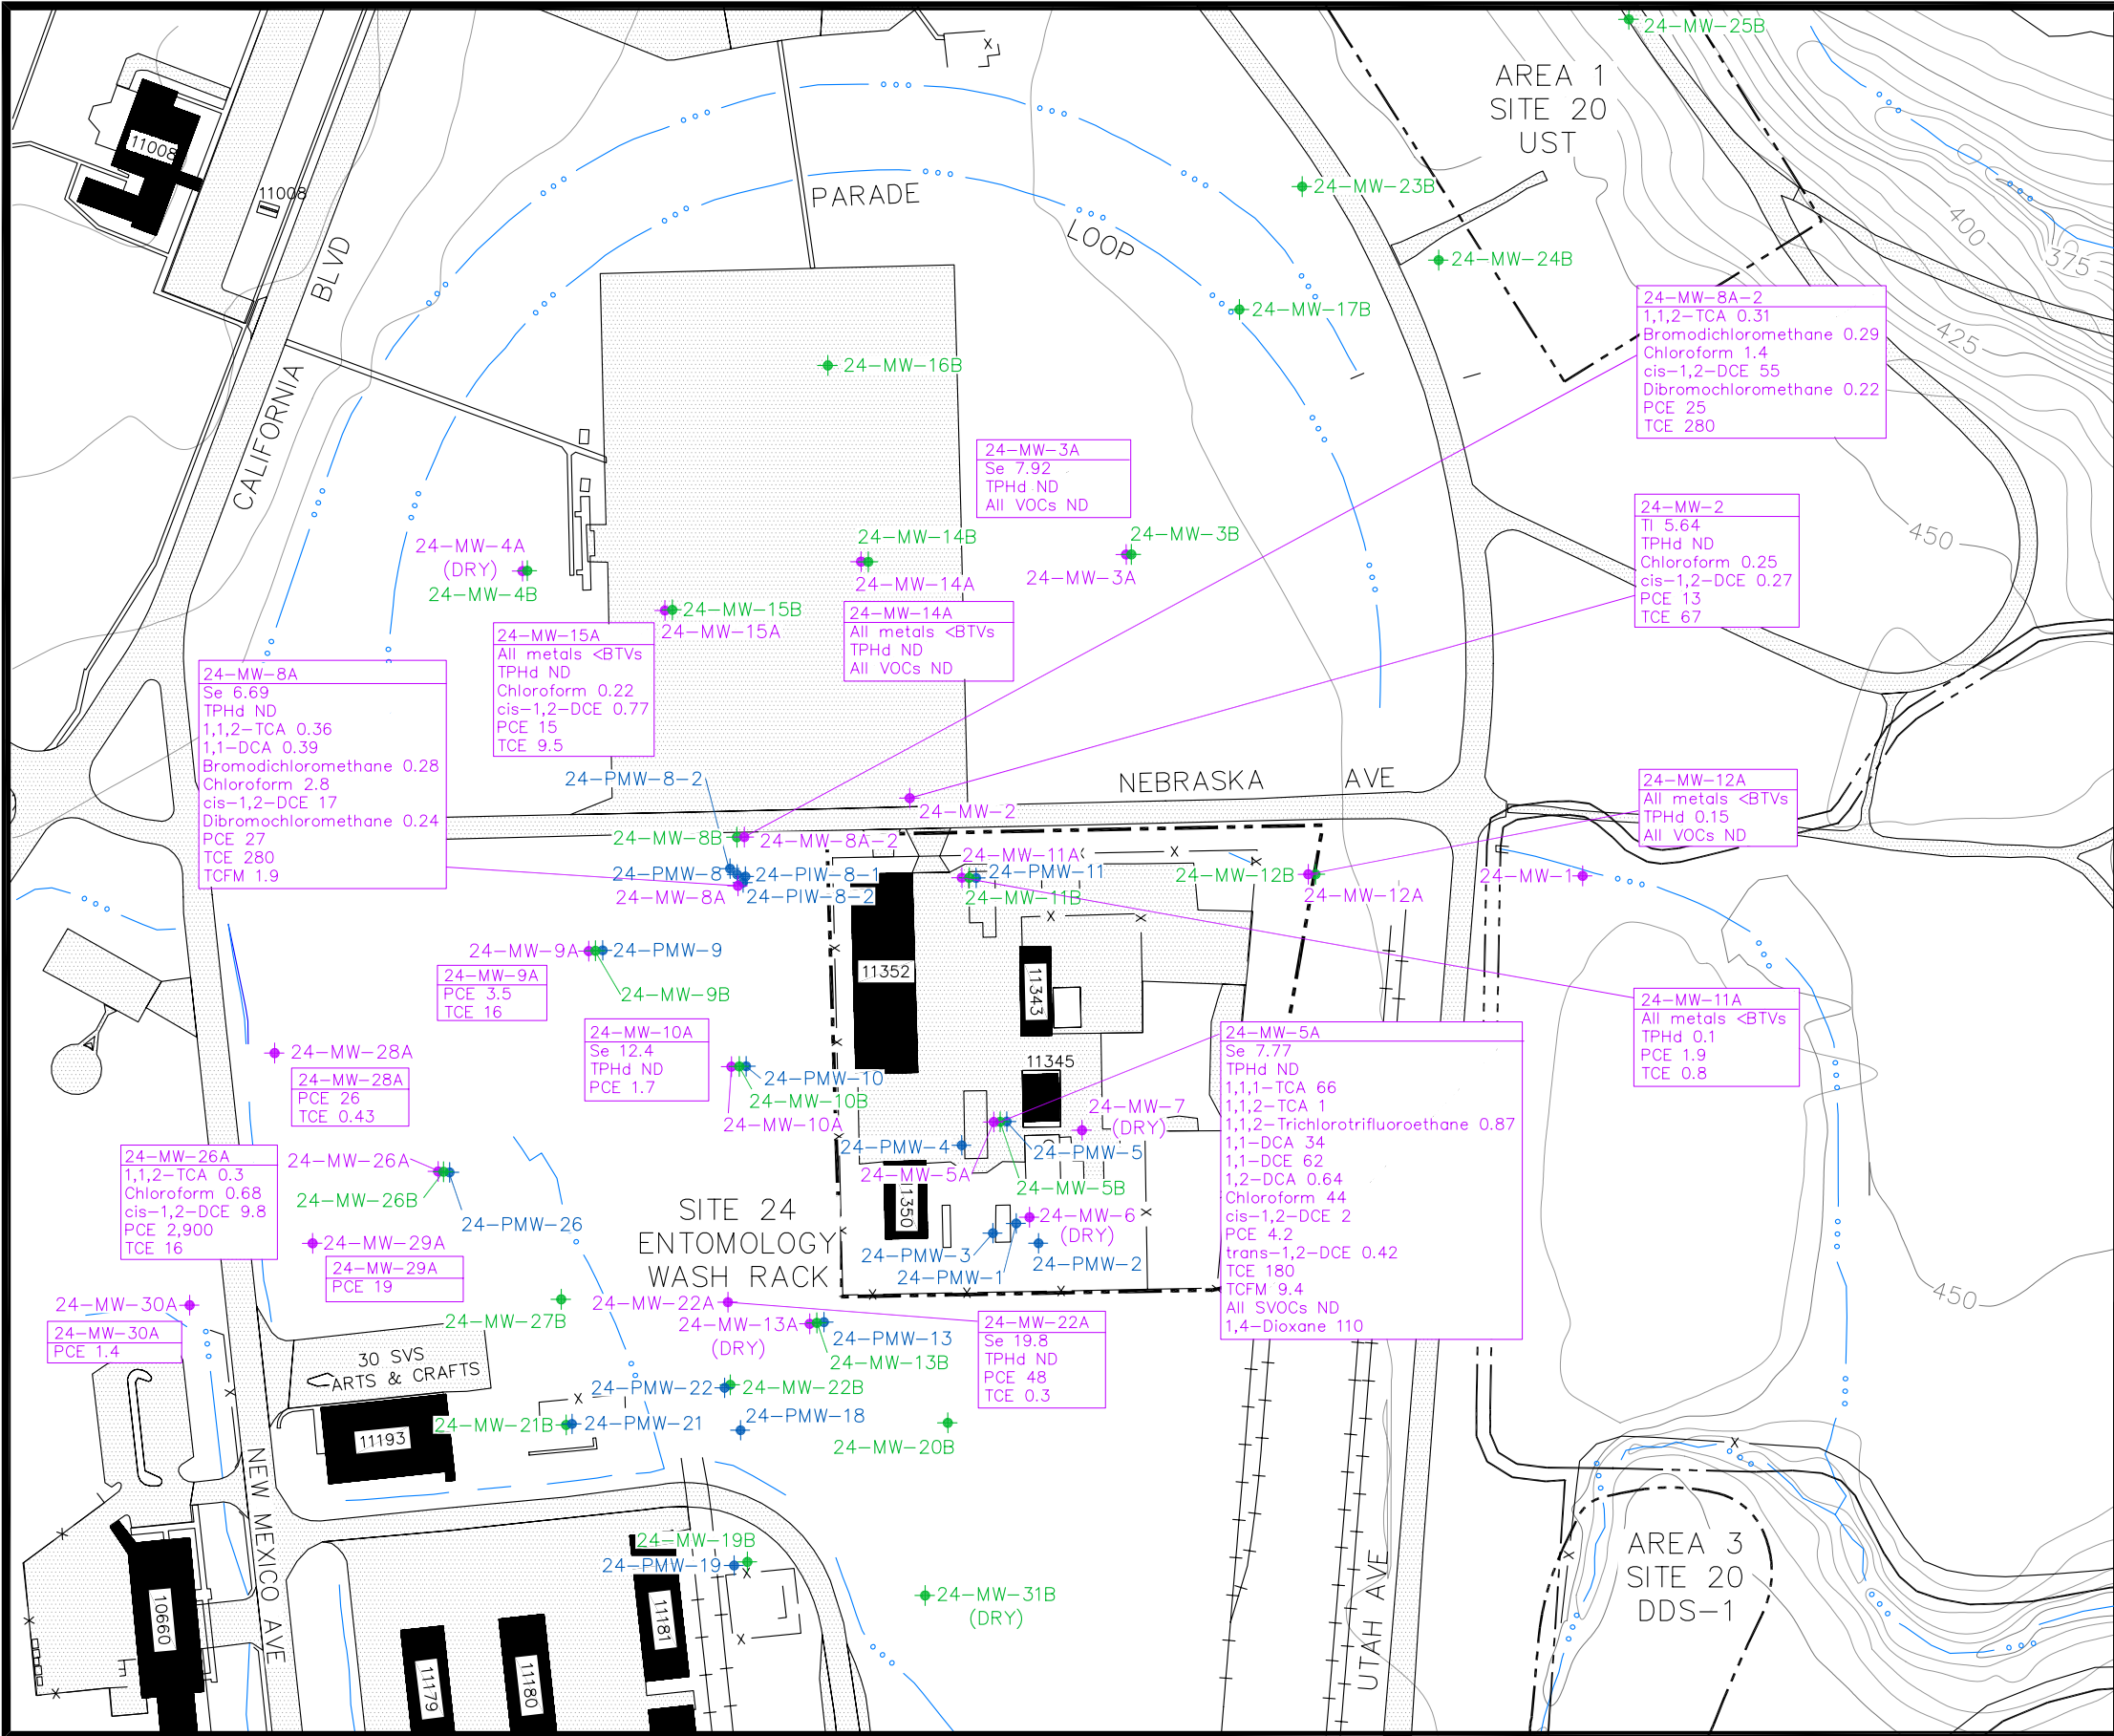 24-MW-25B
AREA 1
SITE 20
UST
11008
11008
PARADE
LOOP
24-MW-23B
24-MW-24B
24-MW-17B
24-MW-16B
400
375
425
450
450
CALIFORNIA
BLVD
24-MW-8A-2
1,1,2-TCA 0.31
Bromodichloromethane 0.29
Chloroform 1.4
cis-1,2-DCE 55
Dibromochloromethane 0.22
PCE 25
TCE 280
24-MW-3A
Se 7.92
TPHd ND
All VOCs ND
24-MW-2
Tl 5.64
TPHd ND
Chloroform 0.25
cis-1,2-DCE 0.27
PCE 13
TCE 67
24-MW-4A
(DRY)
24-MW-4B
24-MW-14B
24-MW-14A
24-MW-3B
24-MW-3A
24-MW-15B
24-MW-15A
24-MW-14A
All metals <BTVs
TPHd ND
All VOCs ND
24-MW-15A
All metals <BTVs
TPHd ND
Chloroform 0.22
cis-1,2-DCE 0.77
PCE 15
TCE 9.5
24-MW-8A
Se 6.69
TPHd ND
1,1,2-TCA 0.36
1,1-DCA 0.39
Bromodichloromethane 0.28
Chloroform 2.8
cis-1,2-DCE 17
Dibromochloromethane 0.24
PCE 27
TCE 280
TCFM 1.9
24-PMW-8-2
NEBRASKA AVE
24-MW-2
24-MW-8B
24-MW-8A-2
24-PMW-8
24-PIW-8-1
24-MW-8A
24-PIW-8-2
24-MW-11A
24-PMW-11
24-MW-11B
24-MW-12B
24-MW-12A
24-MW-1
24-MW-12A
All metals <BTVs
TPHd 0.15
All VOCs ND
24-MW-9A
24-PMW-9
24-MW-9B
24-MW-9A
PCE 3.5
TCE 16
11352
11343
11345
11350
24-MW-11A
All metals <BTVs
TPHd 0.1
PCE 1.9
TCE 0.8
24-MW-10A
Se 12.4
TPHd ND
PCE 1.7
24-PMW-10
24-MW-10B
24-MW-10A
24-MW-28A
24-MW-28A
PCE 26
TCE 0.43
24-MW-5A
Se 7.77
TPHd ND
1,1,1-TCA 66
1,1,2-TCA 1
1,1,2-Trichlorotrifluoroethane 0.87
1,1-DCA 34
1,1-DCE 62
1,2-DCA 0.64
Chloroform 44
cis-1,2-DCE 2
PCE 4.2
trans-1,2-DCE 0.42
TCE 180
TCFM 9.4
All SVOCs ND
1,4-Dioxane 110
24-MW-7
(DRY)
24-PMW-4
24-PMW-5
24-MW-5A
24-MW-5B
24-MW-6
(DRY)
24-PMW-3
24-PMW-2
24-PMW-1
24-MW-26A
1,1,2-TCA 0.3
Chloroform 0.68
cis-1,2-DCE 9.8
PCE 2,900
TCE 16
24-MW-26A
24-MW-26B
24-PMW-26
24-MW-29A
24-MW-29A
PCE 19
SITE 24
ENTOMOLOGY
WASH RACK
24-MW-30A
24-MW-30A
PCE 1.4
24-MW-27B
24-MW-22A
24-MW-13A
(DRY)
24-PMW-13
24-MW-13B
24-MW-22A
Se 19.8
TPHd ND
PCE 48
TCE 0.3
30 SVS
ARTS & CRAFTS
24-PMW-22
24-MW-22B
24-MW-21B
24-PMW-21
24-PMW-18
24-MW-20B
11193
NEW MEXICO AVE
24-MW-19B
24-PMW-19
24-MW-31B
(DRY)
10660
11179
11180
11181
UTAH AVE
AREA 3
SITE 20
DDS-1